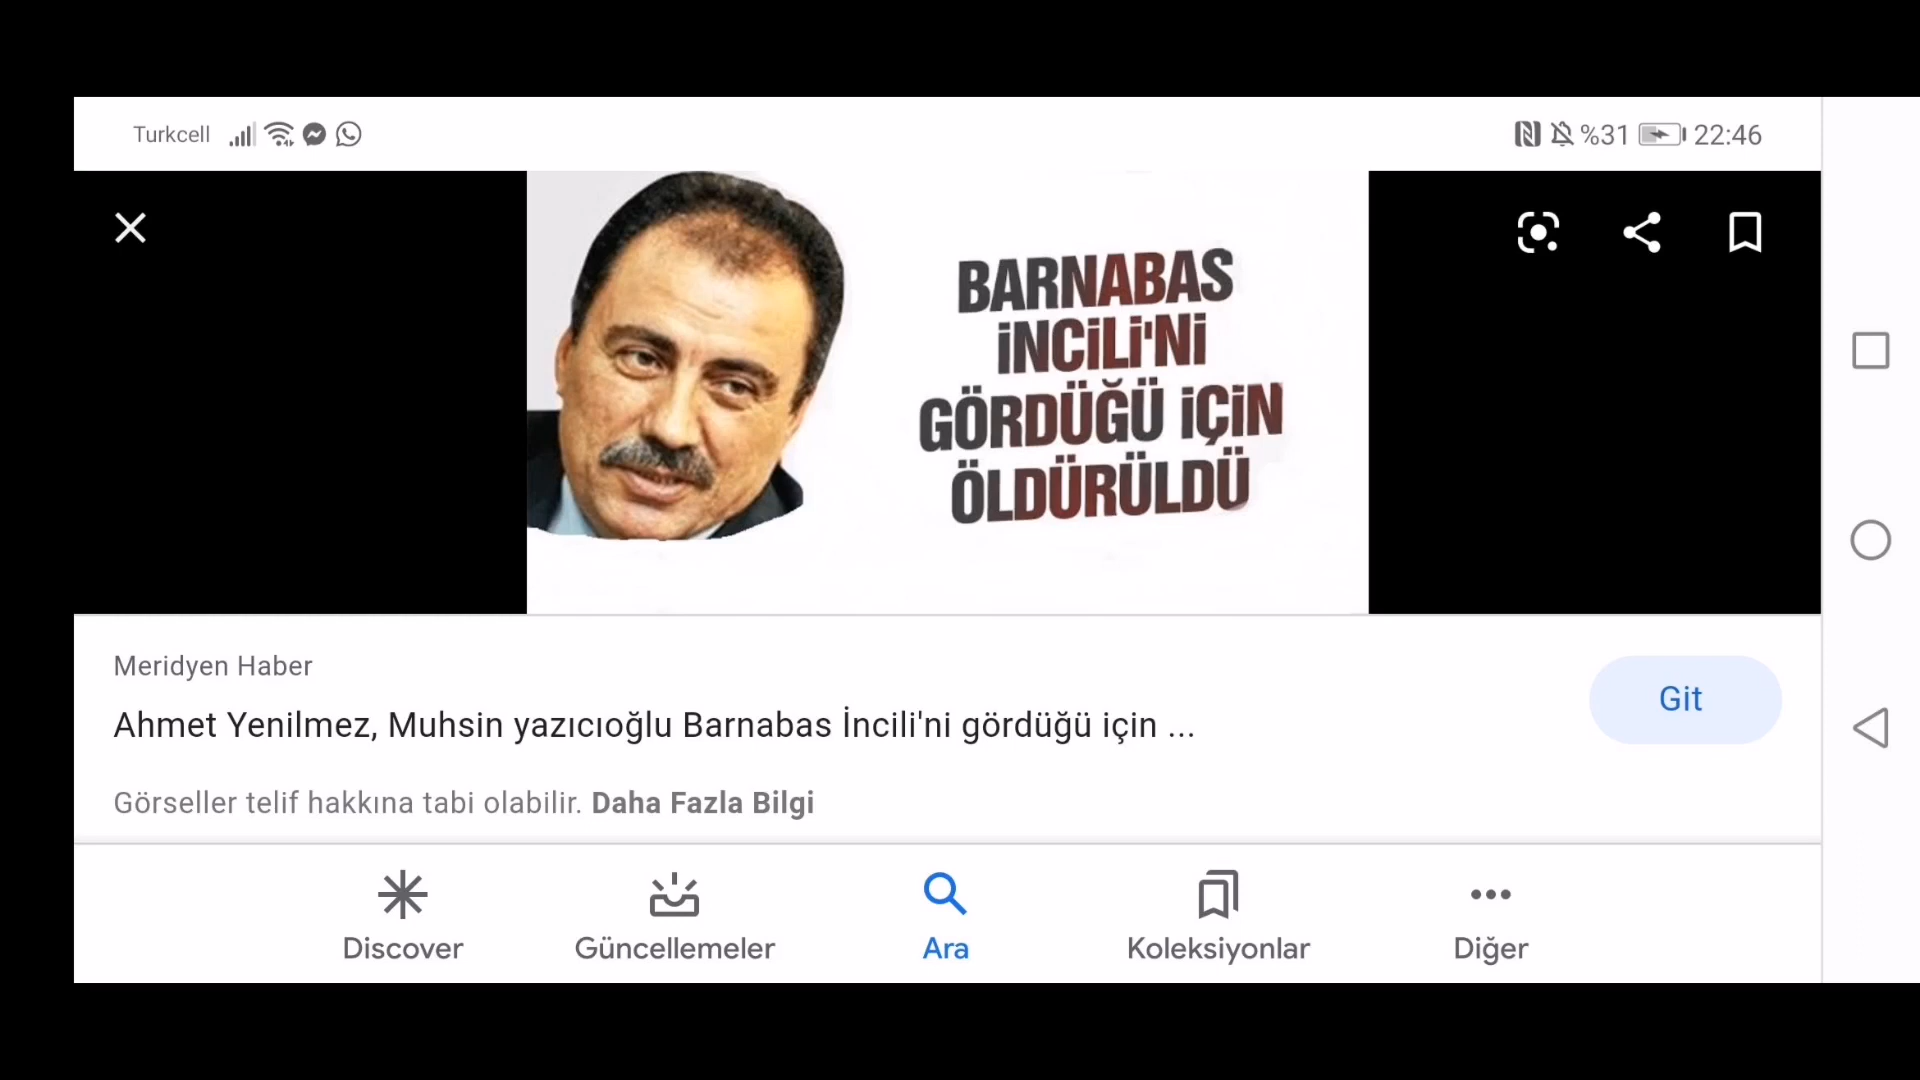 Turkcell
%31 22:46
BARNABAS
İNCİLİ'Nİ
GÖRDÜĞÜ İÇİN
ÖLDÜRÜLDÜ
Meridyen Haber
Ahmet Yenilmez, Muhsin yazıcıoğlu Barnabas İncili'ni gördüğü için ...
Git
Görseller telif hakkına tabi olabilir. Daha Fazla Bilgi
Discover Güncellemeler Ara Koleksiyonlar Diğer